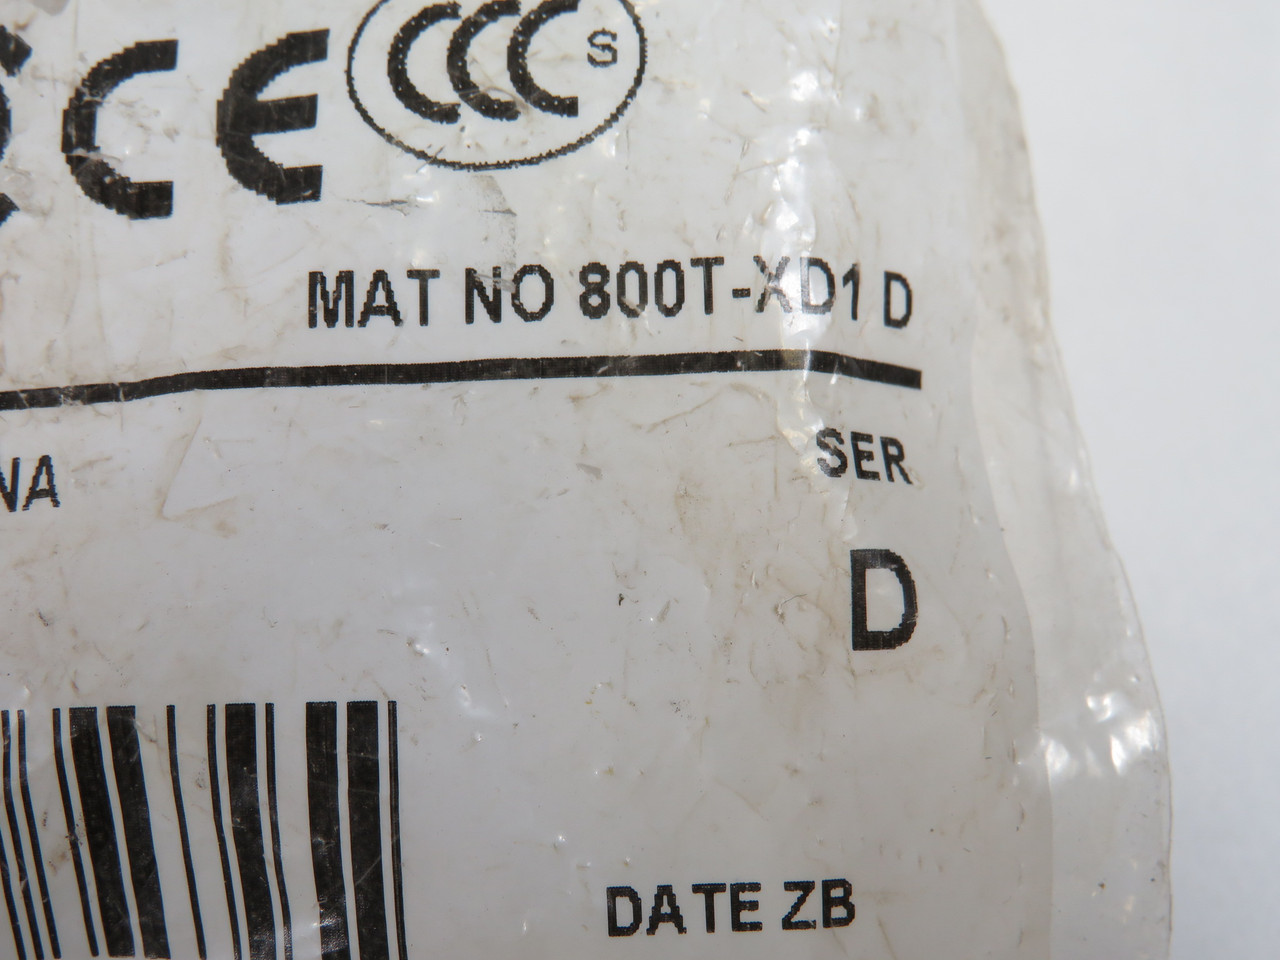 CE CCC S
MAT NO 800T-XD1 D
NA SER
D
DATE ZB